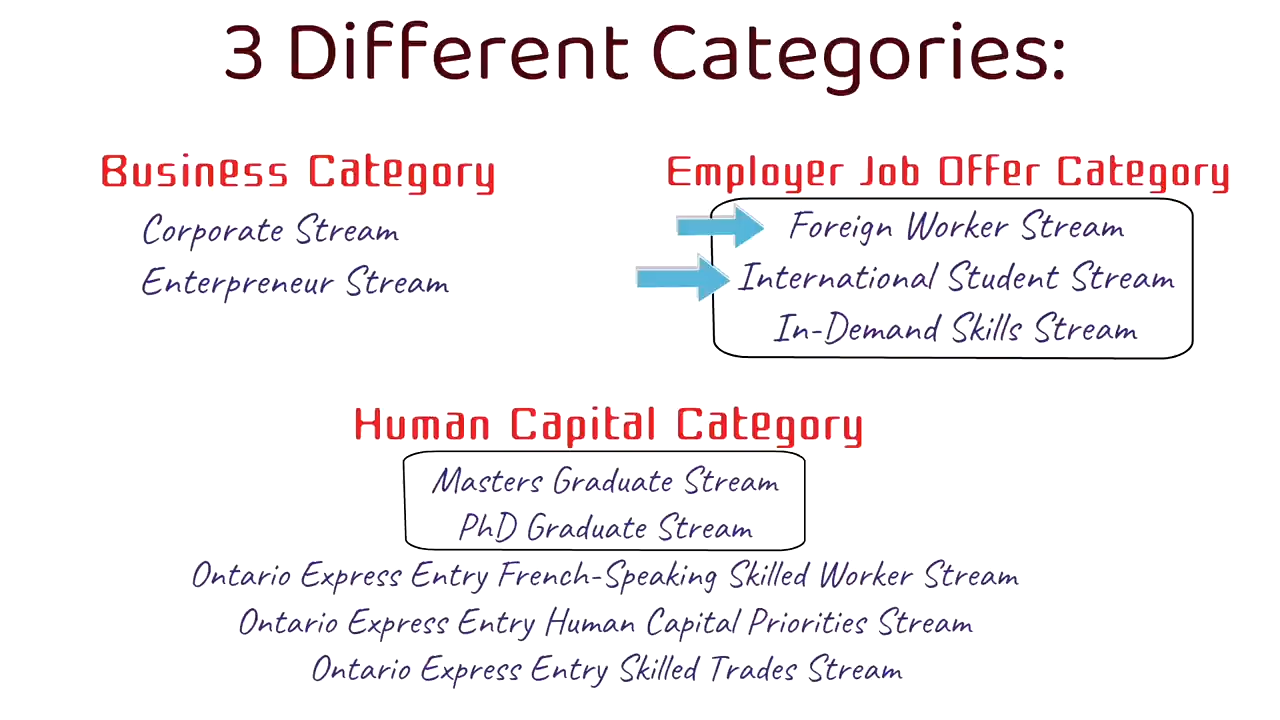 3 Different Categories:
Business Category
Corporate Stream
Enterpreneur Stream
Employer Job Offer Category
Foreign Worker Stream
International Student Stream
In-Demand Skills Stream
Human Capital Category
Masters Graduate Stream
PhD Graduate Stream
Ontario Express Entry French-Speaking Skilled Worker Stream
Ontario Express Entry Human Capital Priorities Stream
Ontario Express Entry Skilled Trades Stream